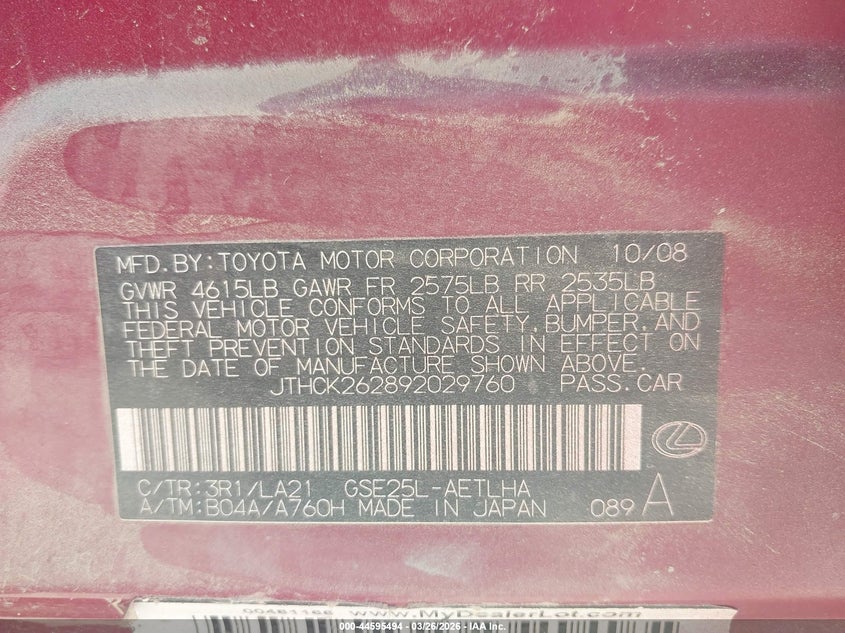 MFD.BY:TOYOTA MOTOR CORPORATION 10/08
GVWR 4615LB GAWR FR 2575LB RR 2535LB
THIS VEHICLE CONFORMS TO ALL APPLICABLE
FEDERAL MOTOR VEHICLE SAFETY,BUMPER,AND
THEFT PREVENTION STANDARDS IN EFFECT ON
THE DATE OF MANUFACTURE SHOWN ABOVE.
JTHCK262892029760 PASS.CAR
C/TR:3R1/LA21 GSE25L-AETLHA
A/TM:B04A/A760H MADE IN JAPAN 089 A
www.MyDealerLot.com
000-44595494 - 03/26/2026 - IAA Inc.